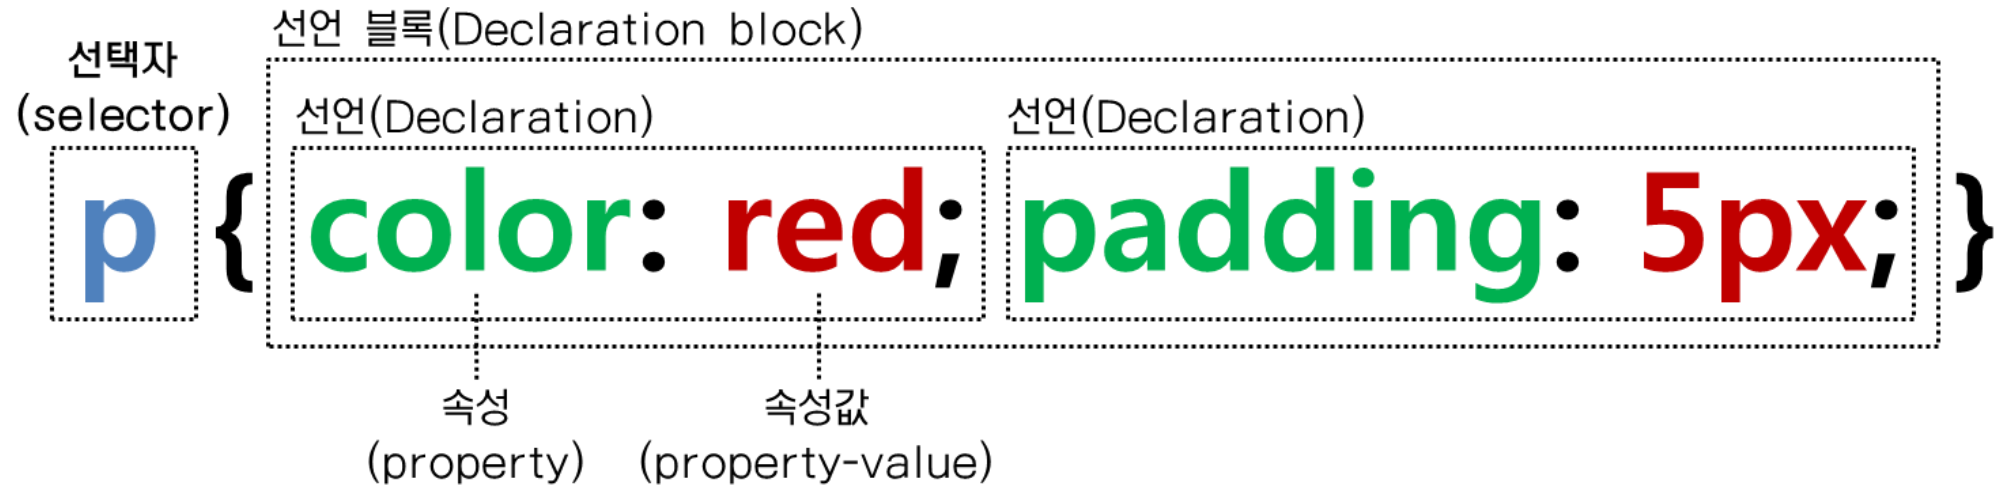 선언 블록(Declaration block)
선택자
(selector)
선언(Declaration) 선언(Declaration)
p { color: red; padding: 5px; }
속성 속성값
(property) (property-value)